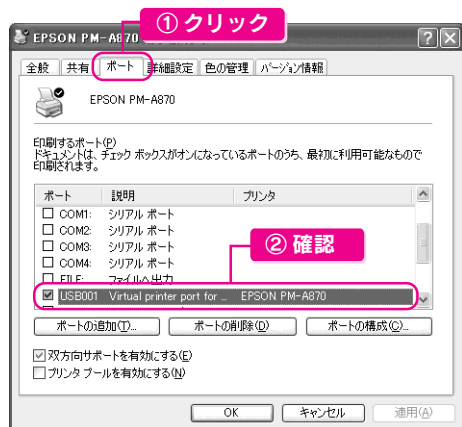 ① クリック
EPSON PM-A870
全般 共有 ポート 詳細設定 色の管理 バージョン情報
EPSON PM-A870
印刷するポート(P)
ドキュメントは、チェック ボックスがオンになっているポートのうち、最初に利用可能なもので
印刷されます。
ポート 説明 プリンタ
COM1: シリアル ポート
COM2: シリアル ポート
COM3: シリアル ポート
COM4: シリアル ポート
② 確認
FILE: ファイルへ出力
USB001 Virtual printer port for ... EPSON PM-A870
ポートの追加(T)... ポートの削除(D) ポートの構成(C)...
双方向サポートを有効にする(E)
プリンタ プールを有効にする(N)
OK キャンセル 適用(A)